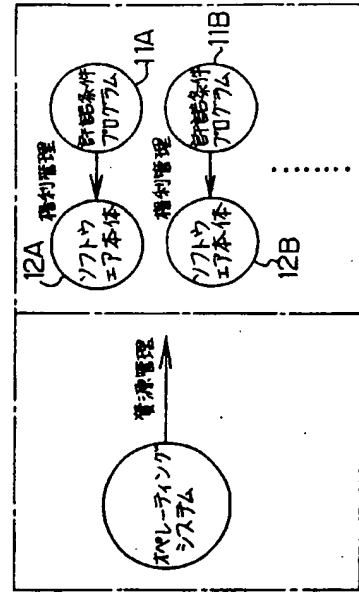 オペレーティング
システム
資源管理
12A
ソフトウ
ェア本体
権利管理
許諾条件
プログラム
11A
ソフトウ
ェア本体
12B
権利管理
許諾条件
プログラム
11B